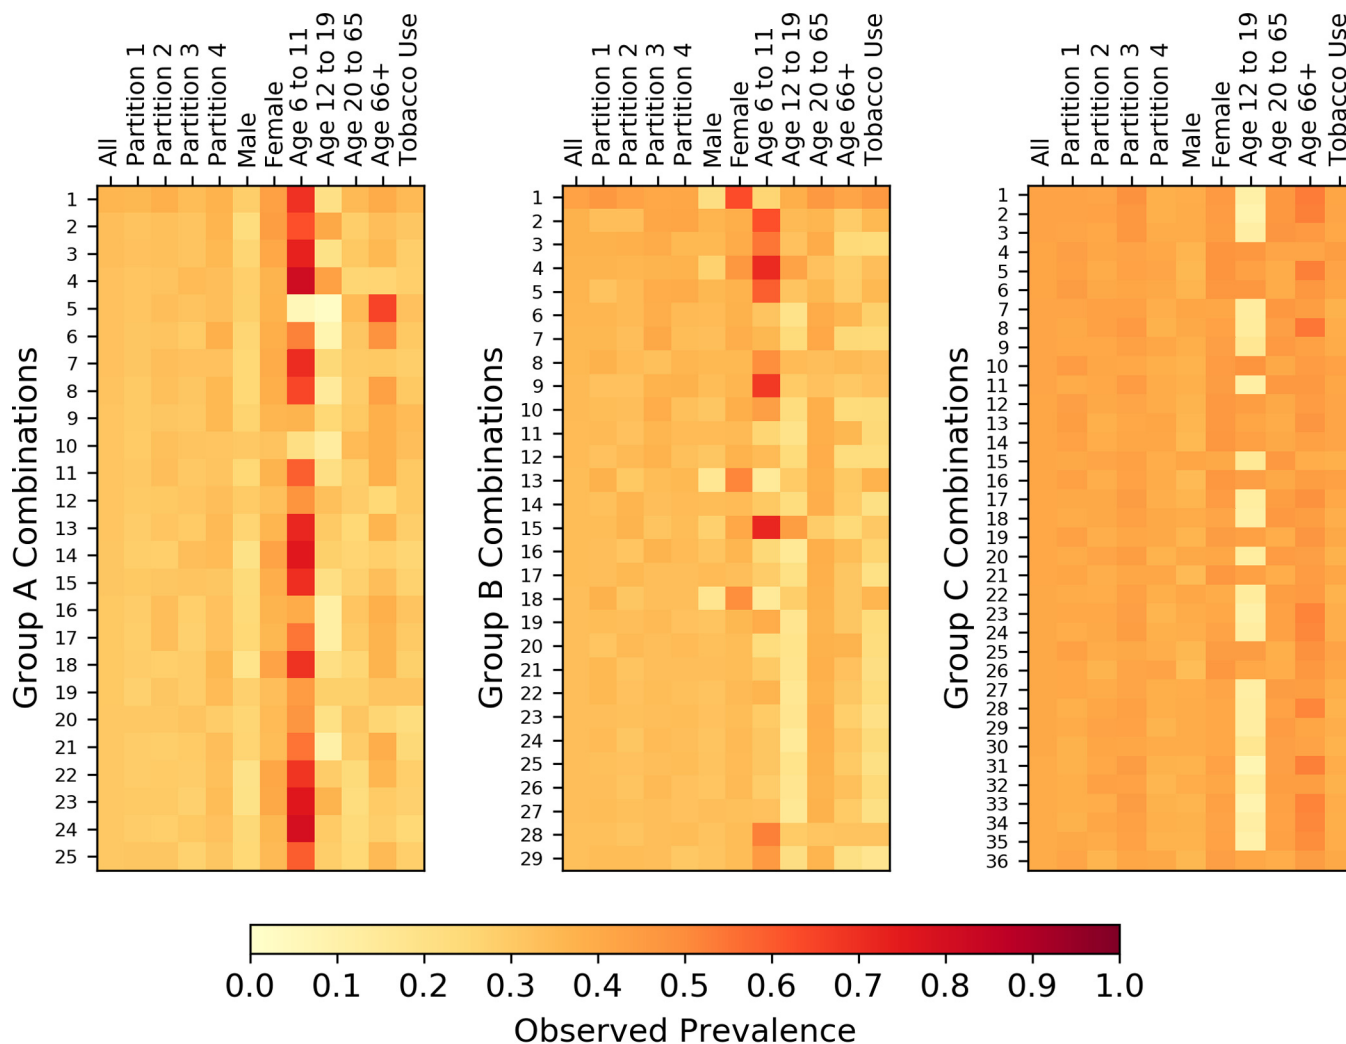 All
Partition 1
Partition 2
Partition 3
Partition 4
Male
Female
Age 6 to 11
Age 12 to 19
Age 20 to 65
Age 66+
Tobacco Use
Group A Combinations
1
2
3
4
5
6
7
8
9
10
11
12
13
14
15
16
17
18
19
20
21
22
23
24
25
All
Partition 1
Partition 2
Partition 3
Partition 4
Male
Female
Age 6 to 11
Age 12 to 19
Age 20 to 65
Age 66+
Tobacco Use
Group B Combinations
1
2
3
4
5
6
7
8
9
10
11
12
13
14
15
16
17
18
19
20
21
22
23
24
25
26
27
28
29
All
Partition 1
Partition 2
Partition 3
Partition 4
Male
Female
Age 12 to 19
Age 20 to 65
Age 66+
Tobacco Use
Group C Combinations
1
2
3
4
5
6
7
8
9
10
11
12
13
14
15
16
17
18
19
20
21
22
23
24
25
26
27
28
29
30
31
32
33
34
35
36
0.0 0.1 0.2 0.3 0.4 0.5 0.6 0.7 0.8 0.9 1.0
Observed Prevalence